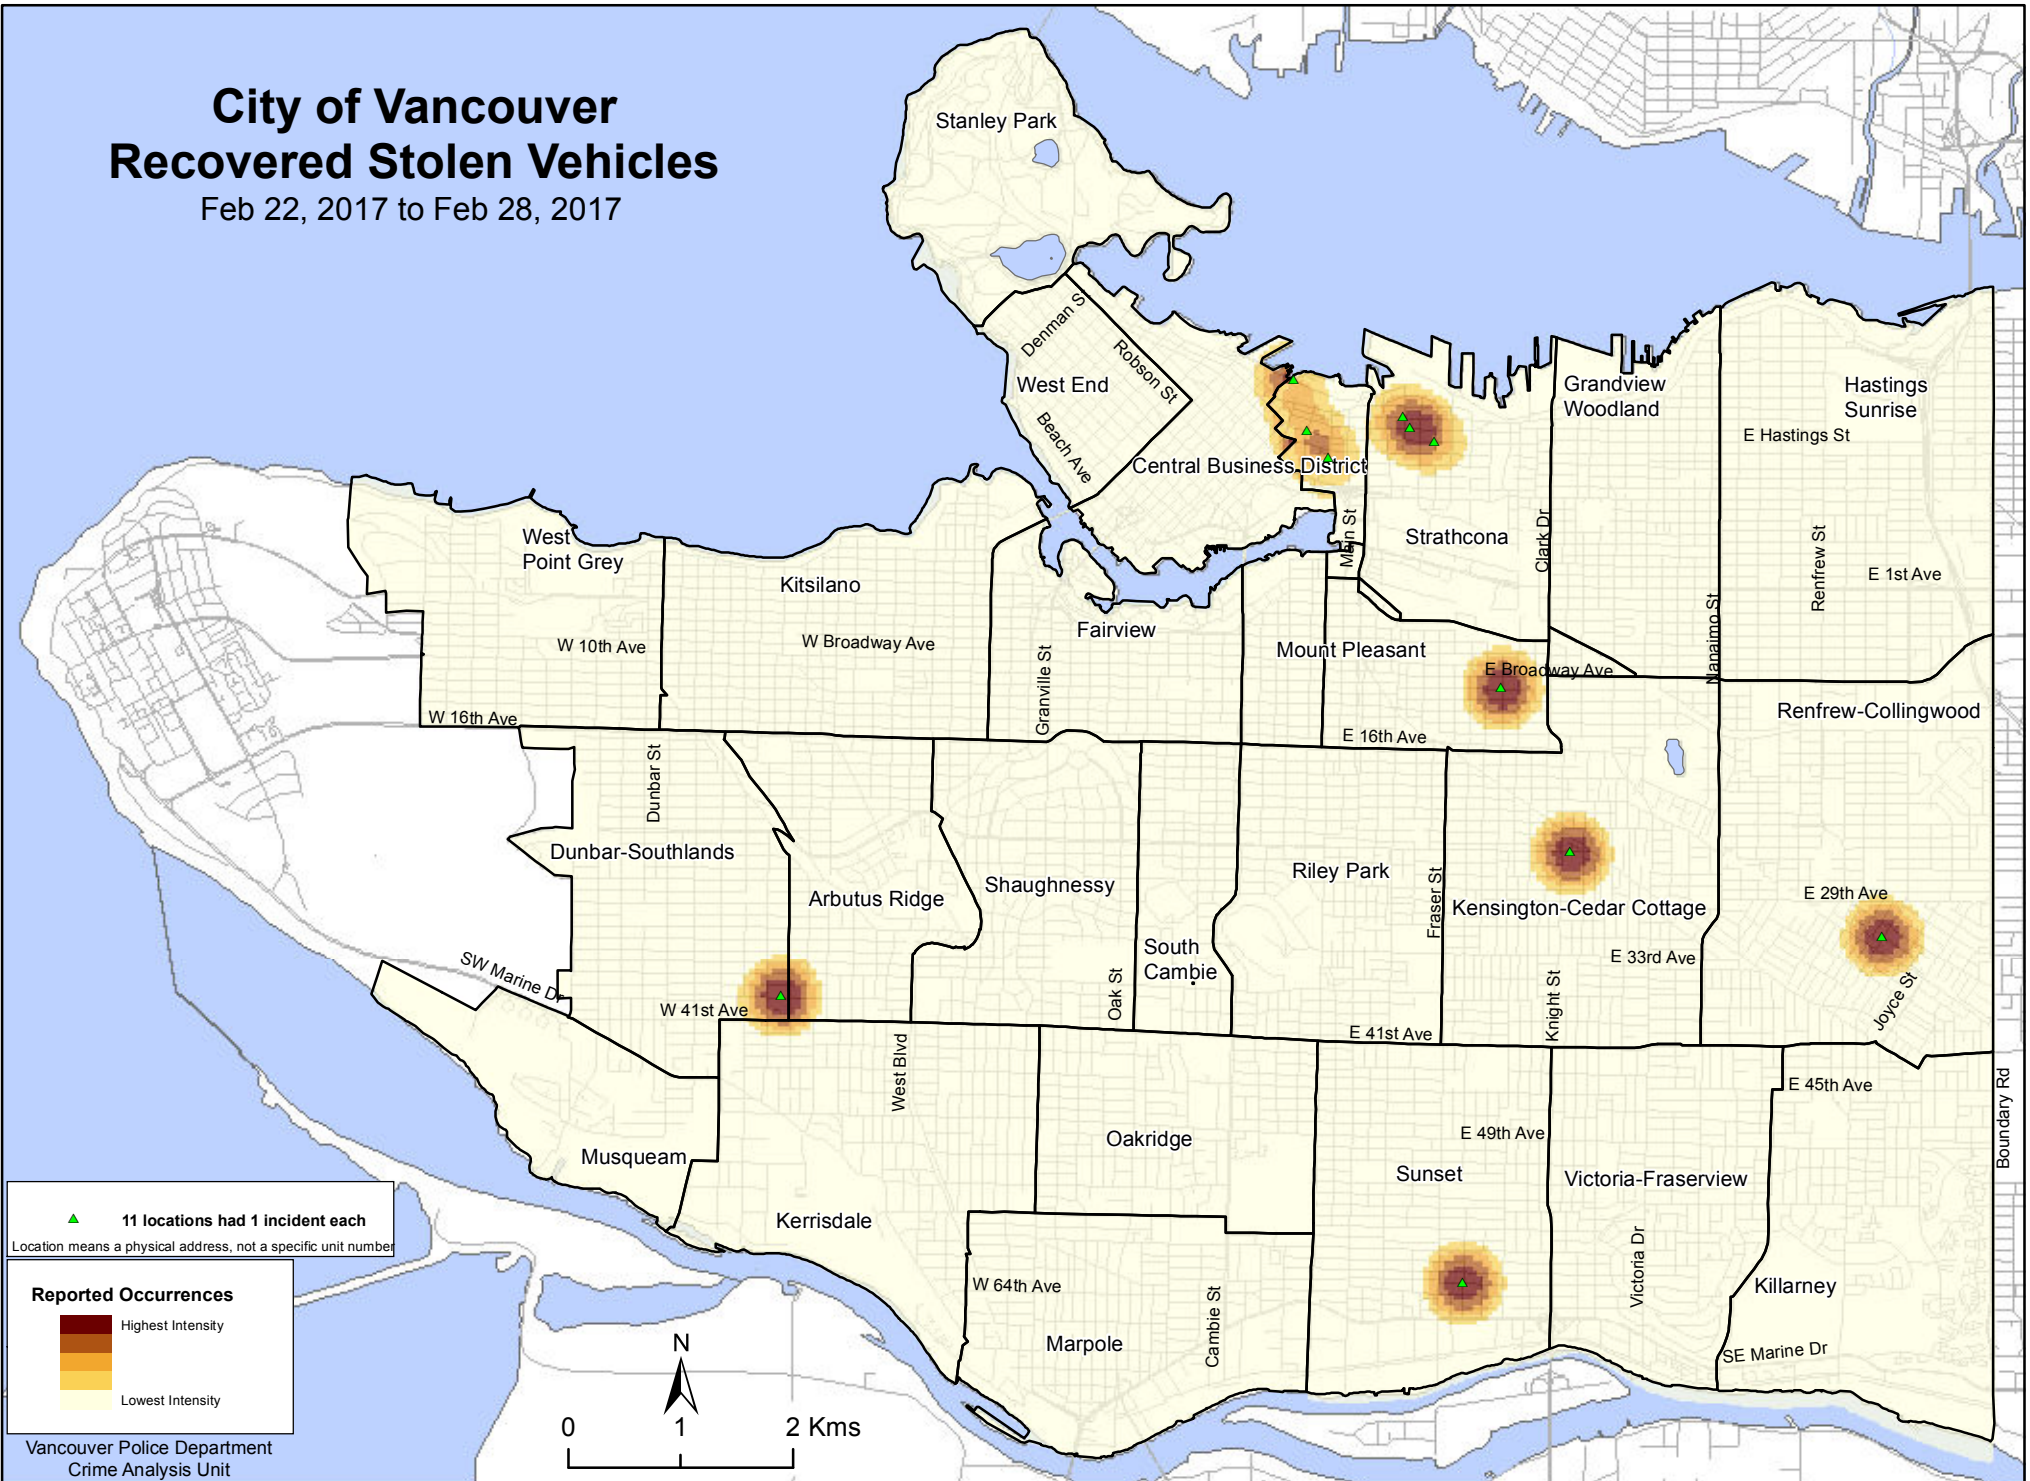 City of Vancouver
Recovered Stolen Vehicles
Feb 22, 2017 to Feb 28, 2017
Stanley Park
Denman S
Robson St
West End
Beach Ave
Central Business District
Grandview
Woodland
Hastings
Sunrise
E Hastings St
West
Point Grey
Kitsilano
Strathcona
Main St
Clark Dr
Renfrew St
E 1st Ave
Nanaimo St
Fairview
W 10th Ave
W Broadway Ave
Granville St
Mount Pleasant
E Broadway Ave
W 16th Ave
E 16th Ave
Renfrew-Collingwood
Dunbar St
Dunbar-Southlands
Arbutus Ridge
Shaughnessy
Riley Park
Fraser St
Kensington-Cedar Cottage
E 29th Ave
South
Cambie
E 33rd Ave
SW Marine Dr
W 41st Ave
Oak St
E 41st Ave
Knight St
Joyce St
West Blvd
E 45th Ave
Boundary Rd
Musqueam
Oakridge
E 49th Ave
Sunset
Victoria-Fraserview
Kerrisdale
W 64th Ave
Victoria Dr
Killarney
Marpole
Cambie St
SE Marine Dr
11 locations had 1 incident each
Location means a physical address, not a specific unit number
Reported Occurrences
Highest Intensity
Lowest Intensity
Vancouver Police Department
Crime Analysis Unit
N
0 1 2 Kms